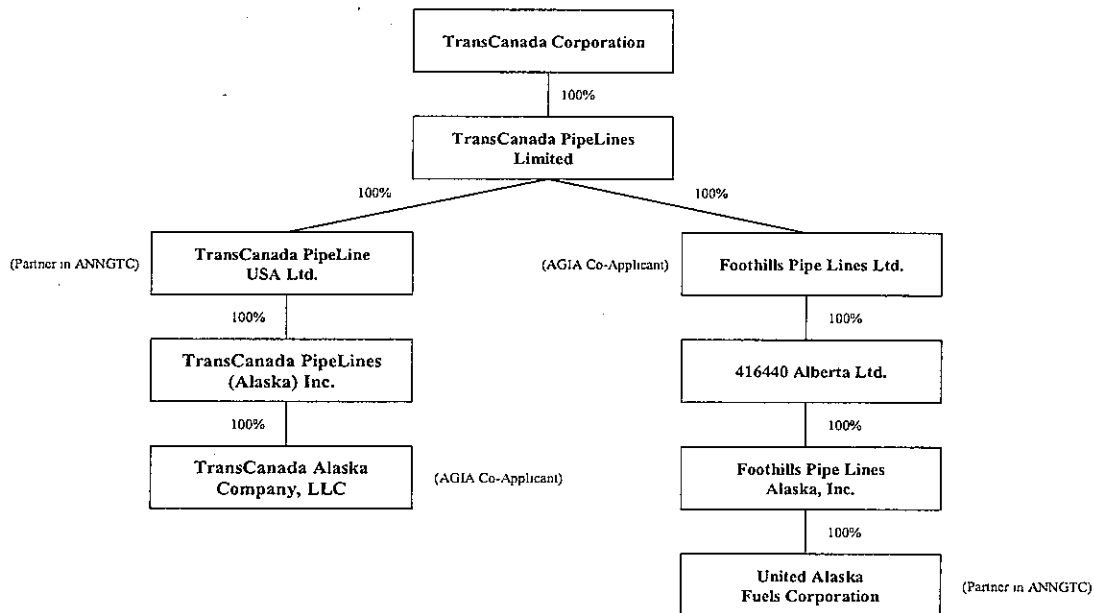 TransCanada Corporation
100%
TransCanada PipeLines
Limited
100%
100%
(Partner in ANNGTC)
TransCanada PipeLine
USA Ltd.
(AGIA Co-Applicant)
Foothills Pipe Lines Ltd.
100%
100%
TransCanada PipeLines
(Alaska) Inc.
416440 Alberta Ltd.
100%
100%
TransCanada Alaska
Company, LLC
(AGIA Co-Applicant)
Foothills Pipe Lines
Alaska, Inc.
100%
United Alaska
Fuels Corporation
(Partner in ANNGTC)